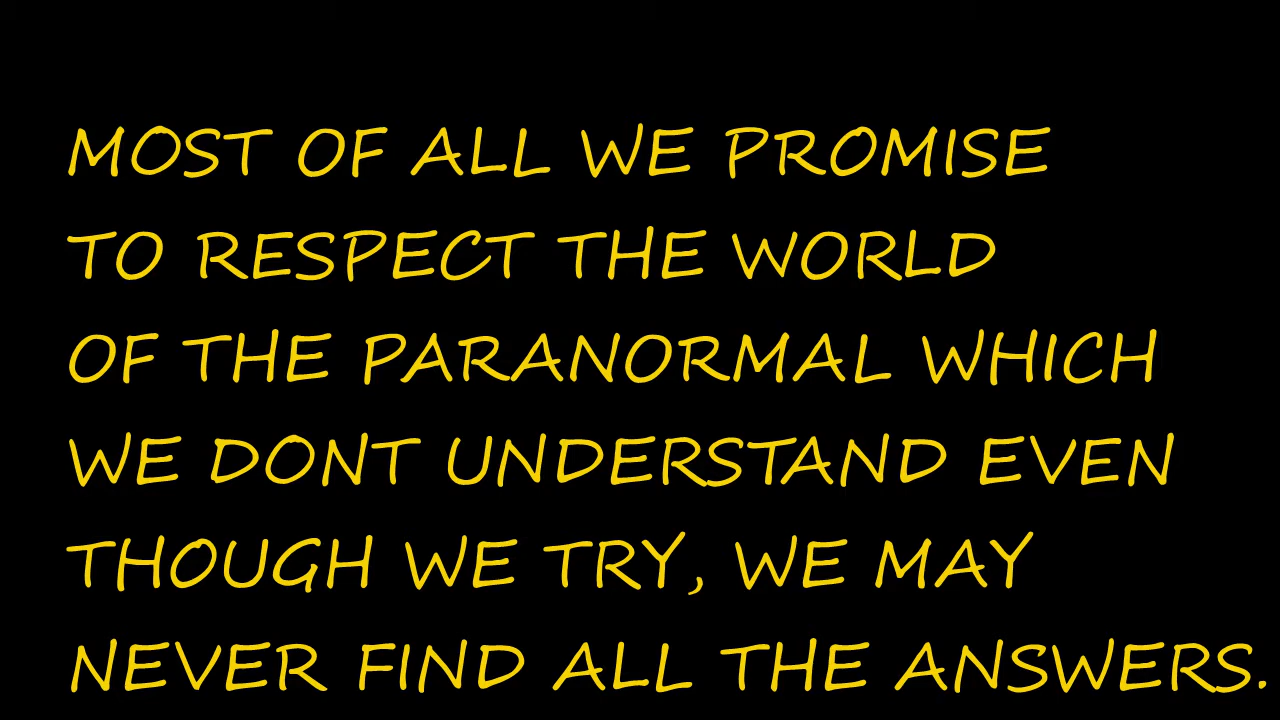 MOST OF ALL WE PROMISE
TO RESPECT THE WORLD
OF THE PARANORMAL WHICH
WE DONT UNDERSTAND EVEN
THOUGH WE TRY, WE MAY
NEVER FIND ALL THE ANSWERS.